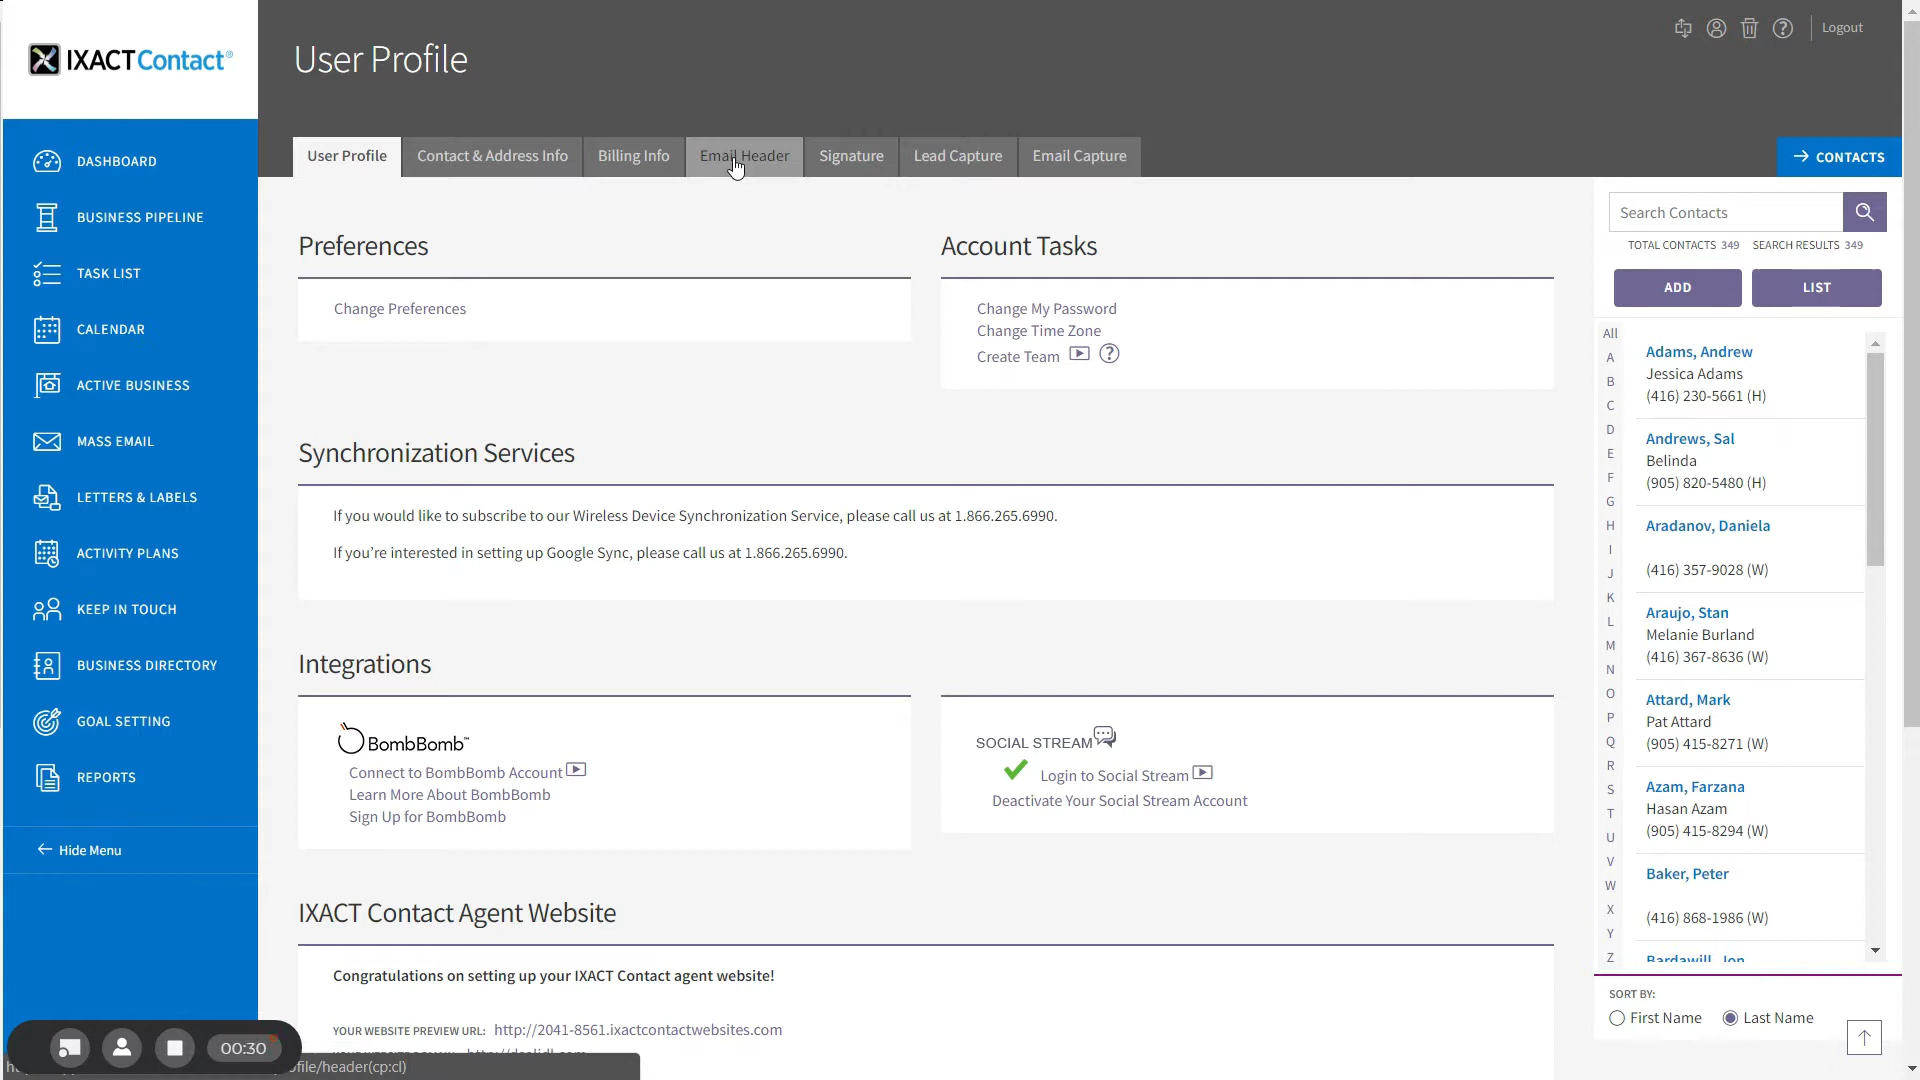 IXACTContact®
User Profile
Logout
User Profile
Contact & Address Info
Billing Info
Email Header
Signature
Lead Capture
Email Capture
→ CONTACTS
DASHBOARD
BUSINESS PIPELINE
TASK LIST
CALENDAR
ACTIVE BUSINESS
MASS EMAIL
LETTERS & LABELS
ACTIVITY PLANS
KEEP IN TOUCH
BUSINESS DIRECTORY
GOAL SETTING
REPORTS
← Hide Menu
Preferences
Change Preferences
Account Tasks
Change My Password
Change Time Zone
Create Team
Synchronization Services
If you would like to subscribe to our Wireless Device Synchronization Service, please call us at 1.866.265.6990.
If you’re interested in setting up Google Sync, please call us at 1.866.265.6990.
Integrations
BombBomb™
Connect to BombBomb Account
Learn More About BombBomb
Sign Up for BombBomb
SOCIAL STREAM
Login to Social Stream
Deactivate Your Social Stream Account
IXACT Contact Agent Website
Congratulations on setting up your IXACT Contact agent website!
YOUR WEBSITE PREVIEW URL: http://2041-8561.ixactcontactwebsites.com
Search Contacts
TOTAL CONTACTS 349 SEARCH RESULTS 349
ADD
LIST
All
A
B
C
D
E
F
G
H
I
J
K
L
M
N
O
P
Q
R
S
T
U
V
W
X
Y
Z
Adams, Andrew
Jessica Adams
(416) 230-5661 (H)
Andrews, Sal
Belinda
(905) 820-5480 (H)
Aradanov, Daniela
(416) 357-9028 (W)
Araujo, Stan
Melanie Burland
(416) 367-8636 (W)
Attard, Mark
Pat Attard
(905) 415-8271 (W)
Azam, Farzana
Hasan Azam
(905) 415-8294 (W)
Baker, Peter
(416) 868-1986 (W)
Bardawill, Jon
SORT BY:
First Name
Last Name
00:30
ofile/header(cp:cl)